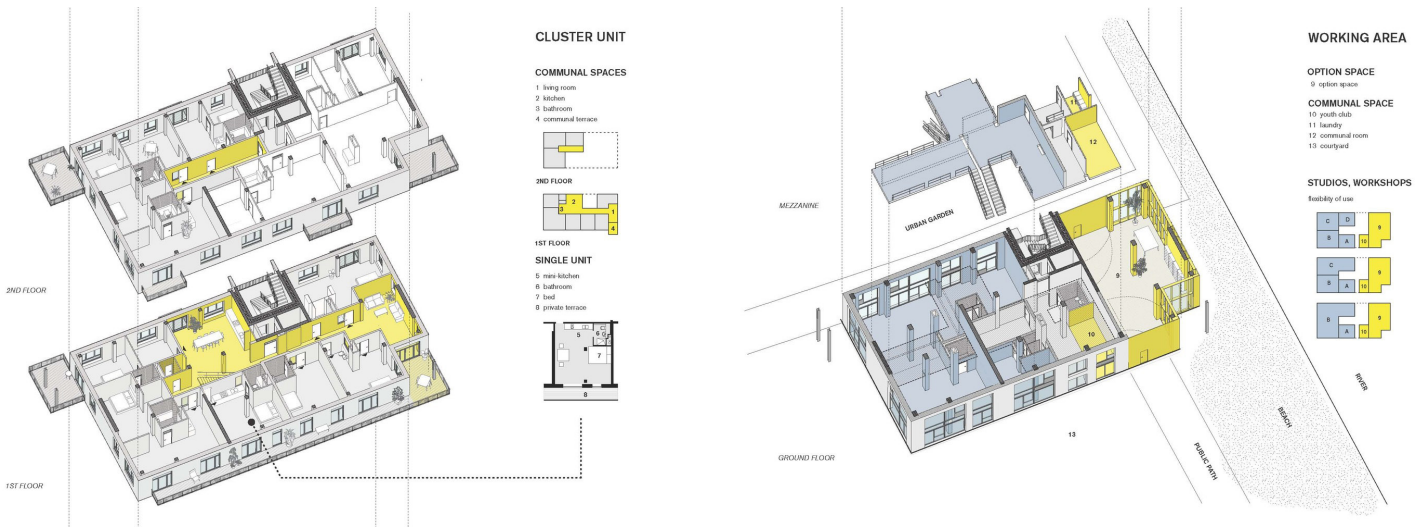 CLUSTER UNIT
COMMUNAL SPACES
1 living room
2 kitchen
3 bathroom
4 communal terrace
2ND FLOOR
2
3
1
4
1ST FLOOR
SINGLE UNIT
5 mini-kitchen
6 bathroom
7 bed
8 private terrace
5
6
7
8
2ND FLOOR
1ST FLOOR
WORKING AREA
OPTION SPACE
9 option space
COMMUNAL SPACE
10 youth club
11 laundry
12 communal room
13 courtyard
STUDIOS, WORKSHOPS
flexibility of use
C D
B A 10 9
C
B A 10 9
B
A 10 9
11
12
MEZZANINE
URBAN GARDEN
9
10
GROUND FLOOR
13
PUBLIC PATH
BEACH
RIVER